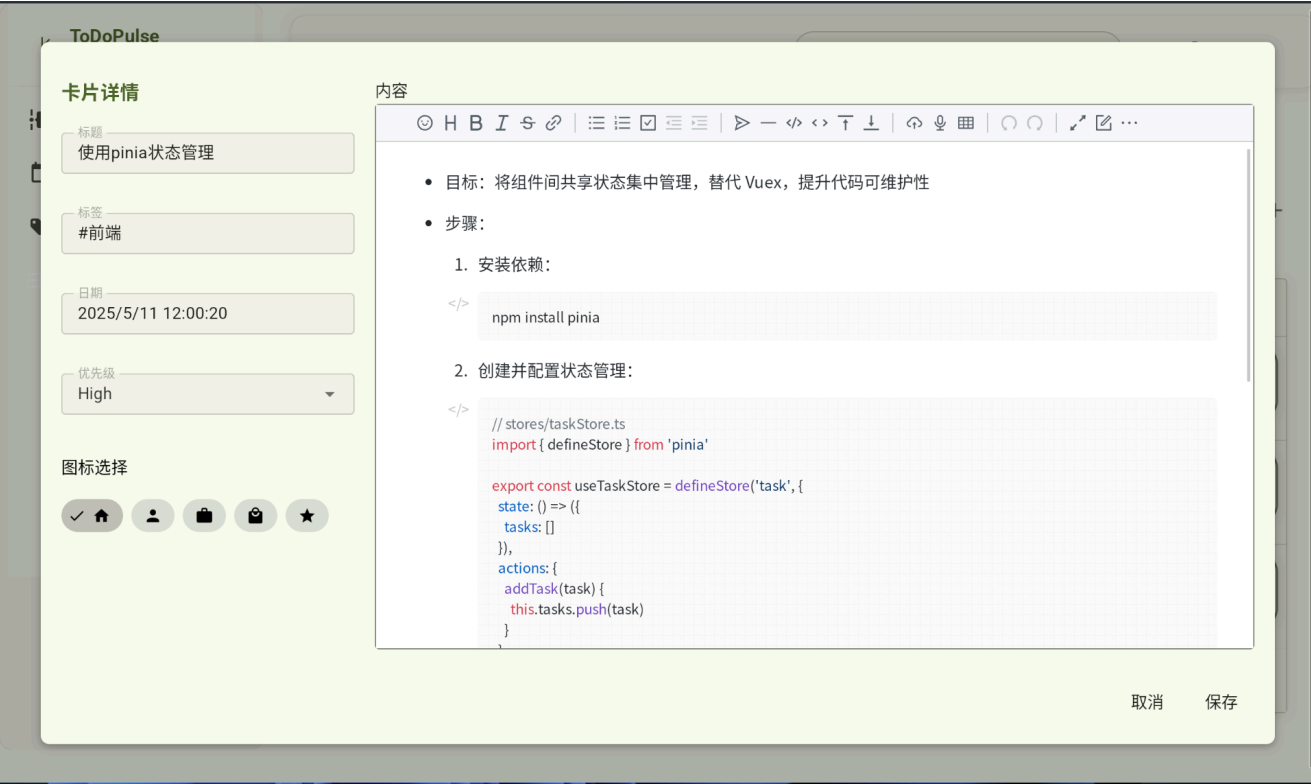 ToDoPulse
卡片详情
标题
使用pinia状态管理
标签
#前端
日期
2025/5/11 12:00:20
优先级
High
图标选择
内容
目标：将组件间共享状态集中管理，替代 Vuex，提升代码可维护性
步骤：
1. 安装依赖：
npm install pinia
2. 创建并配置状态管理：
// stores/taskStore.ts
import { defineStore } from 'pinia'
export const useTaskStore = defineStore('task', {
state: () => ({
tasks: []
}),
actions: {
addTask(task) {
this.tasks.push(task)
}
取消
保存